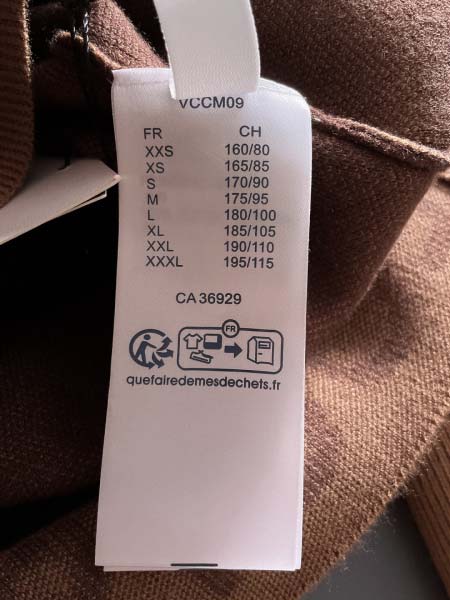 VCCM09
FR CH
XXS 160/80
XS 165/85
S 170/90
M 175/95
L 180/100
XL 185/105
XXL 190/110
XXXL 195/115
CA 36929
FR
quefairedemesdechets.fr